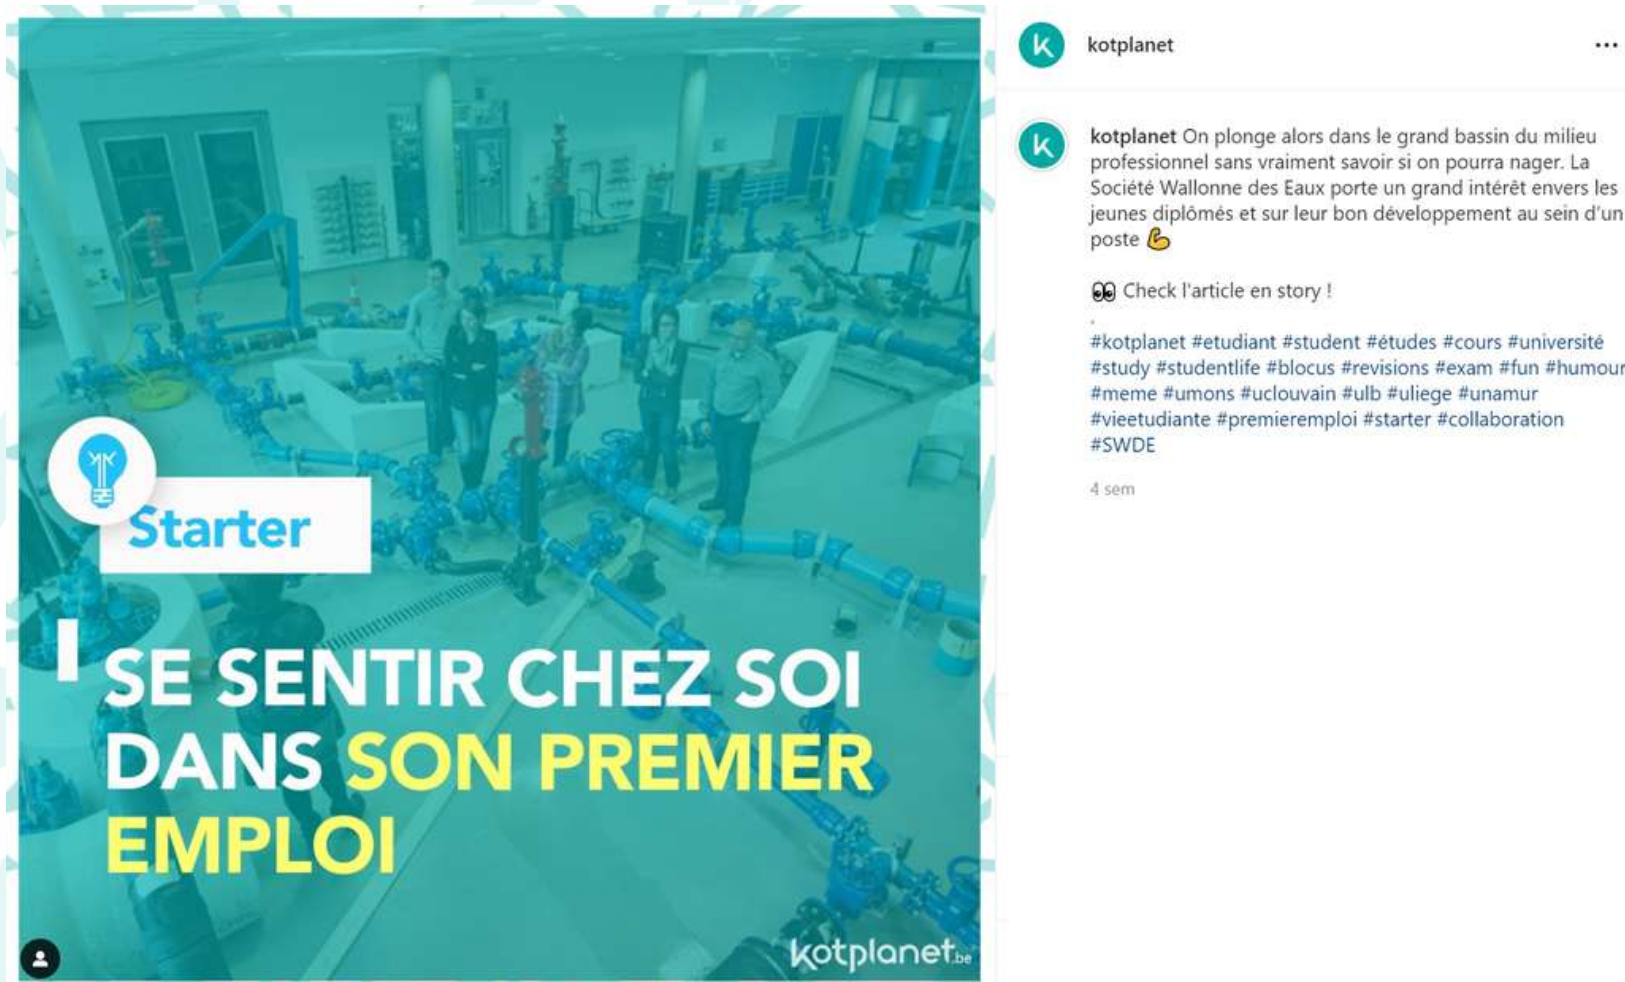 Starter
SE SENTIR CHEZ SOI
DANS SON PREMIER
EMPLOI
kotplanet.be
k
kotplanet
k
kotplanet On plonge alors dans le grand bassin du milieu
professionnel sans vraiment savoir si on pourra nager. La
Société Wallonne des Eaux porte un grand intérêt envers les
jeunes diplômés et sur leur bon développement au sein d'un
poste 💪
👀 Check l'article en story !
.
#kotplanet #etudiant #student #études #cours #université
#study #studentlife #blocus #revisions #exam #fun #humour
#meme #umons #uclouvain #ulb #uliege #unamur
#vieetudiante #premieremploi #starter #collaboration
#SWDE
4 sem